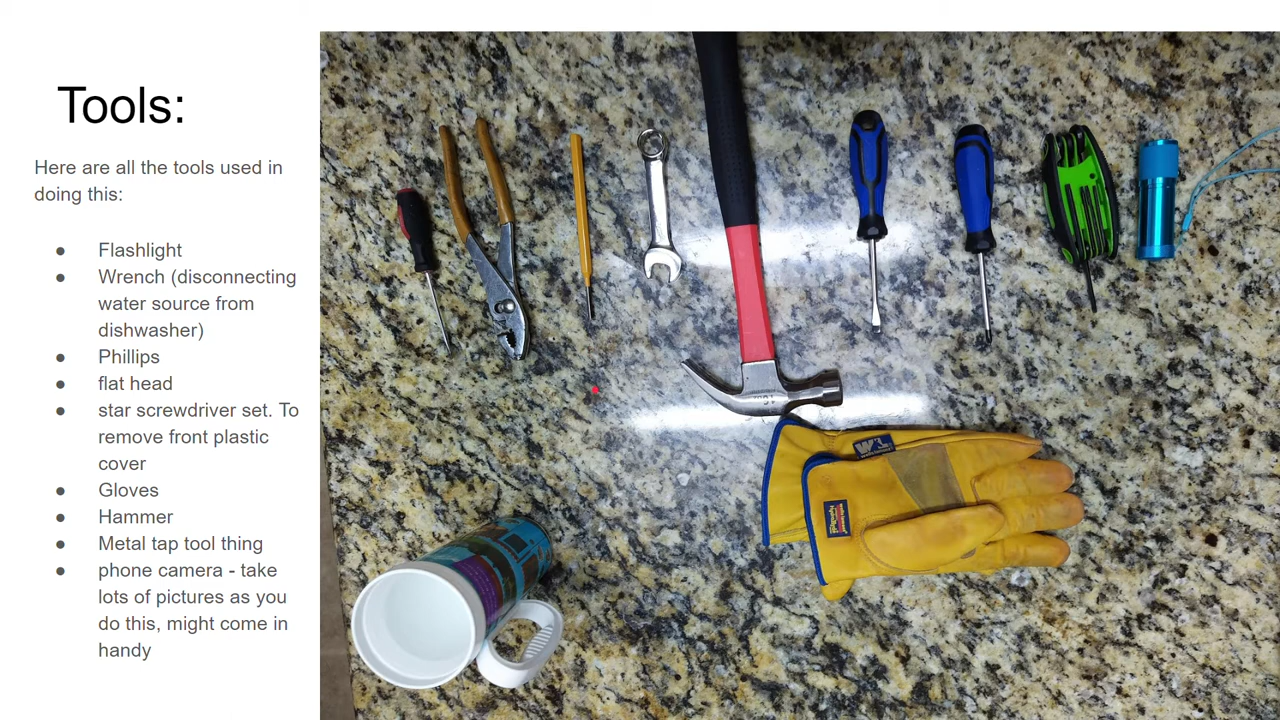 Tools:
Here are all the tools used in
doing this:
● Flashlight
● Wrench (disconnecting
water source from
dishwasher)
● Phillips
● flat head
● star screwdriver set. To
remove front plastic
cover
● Gloves
● Hammer
● Metal tap tool thing
● phone camera - take
lots of pictures as you
do this, might come in
handy